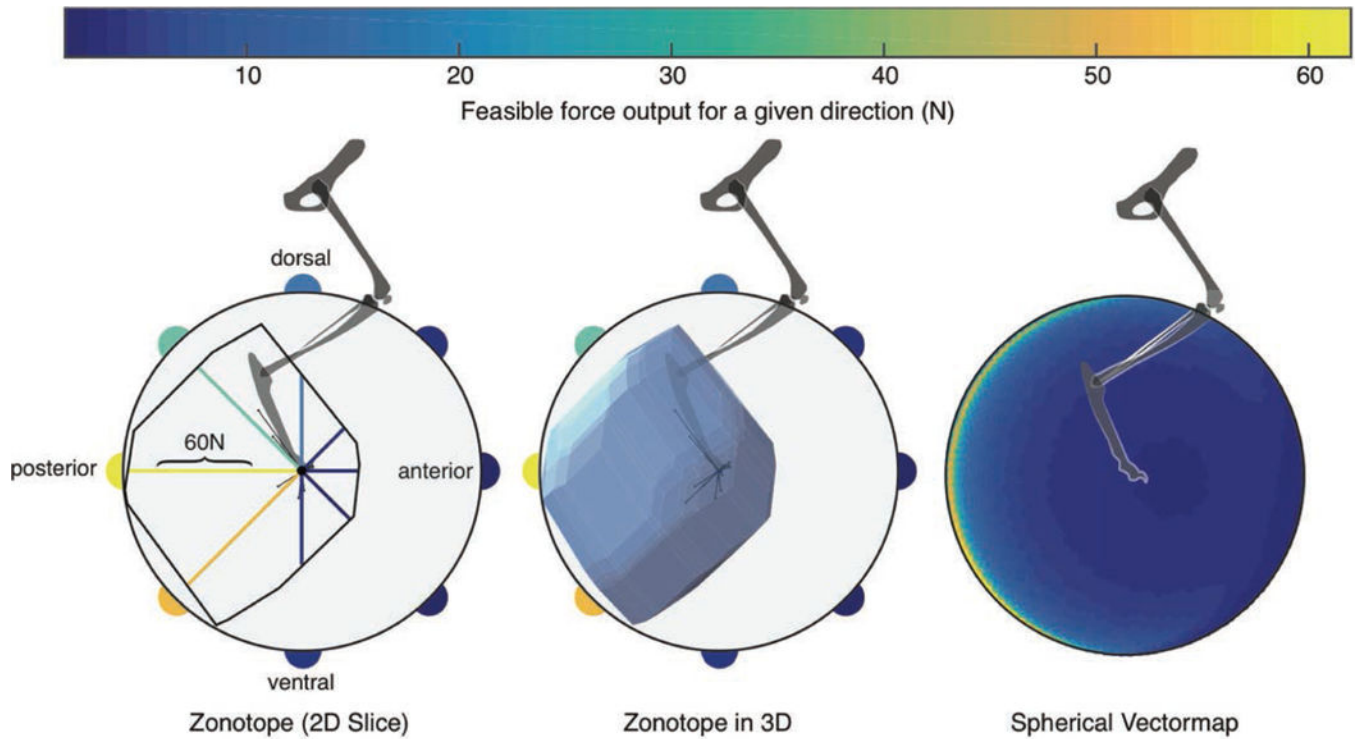 10 20 30 40 50 60
Feasible force output for a given direction (N)
dorsal
60N
posterior
anterior
ventral
Zonotope (2D Slice) Zonotope in 3D Spherical Vectormap